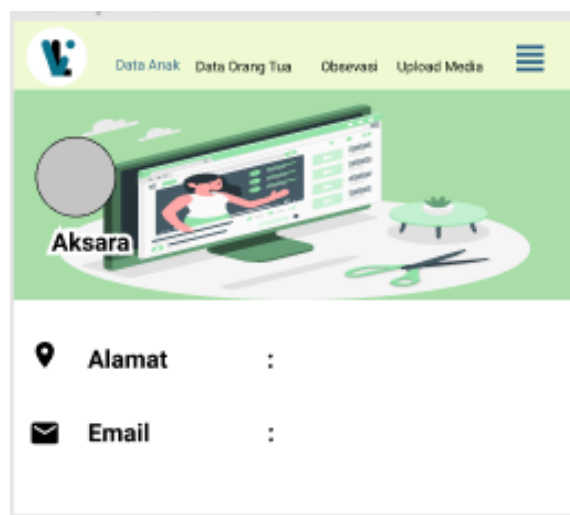 Data Anak Data Orang Tua Obsevasi Upload Media
Aksara
Alamat :
Email :